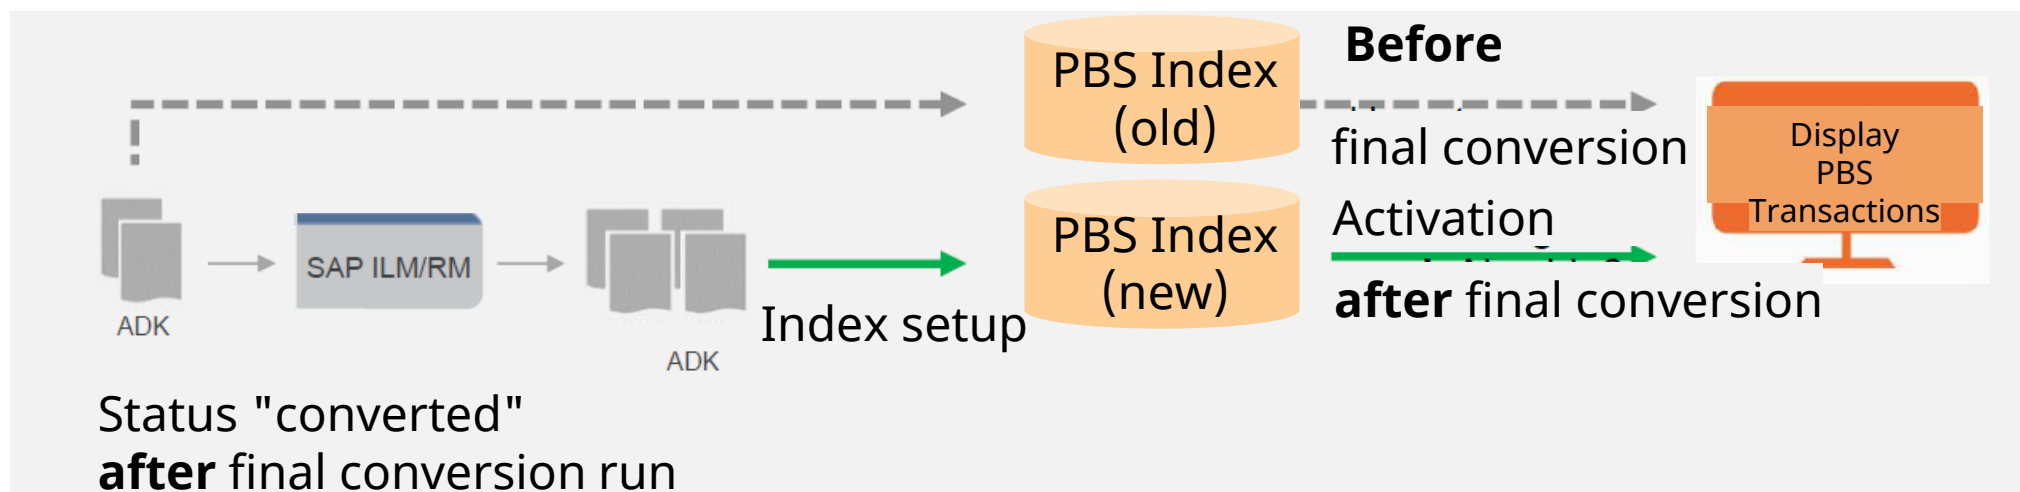 PBS Index
(old)
Before
final conversion
Display
PBS
Transactions
SAP ILM/RM
ADK
ADK
Index setup
PBS Index
(new)
Activation
after final conversion
Status "converted"
after final conversion run